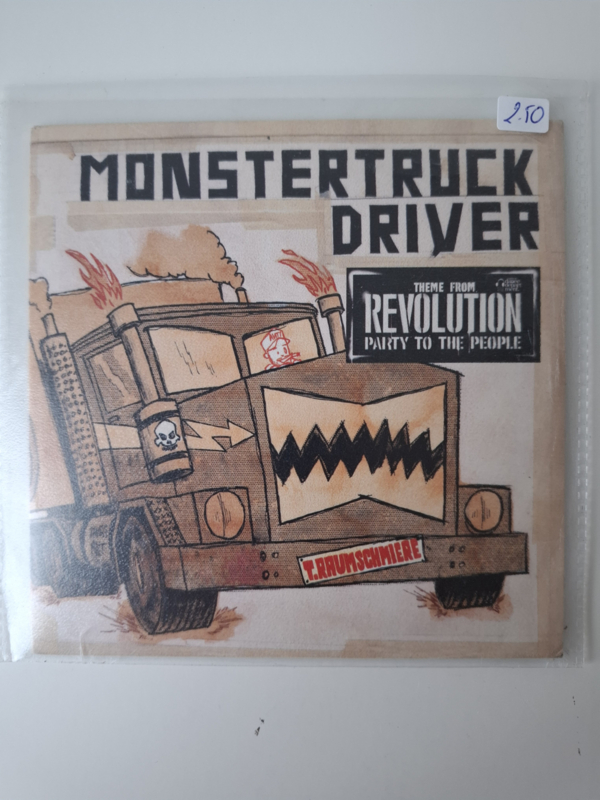 2.50
MONSTERTRUCK
DRIVER
THEME FROM
REVOLUTION
PARTY TO THE PEOPLE
T.RAUMSCHMIERE